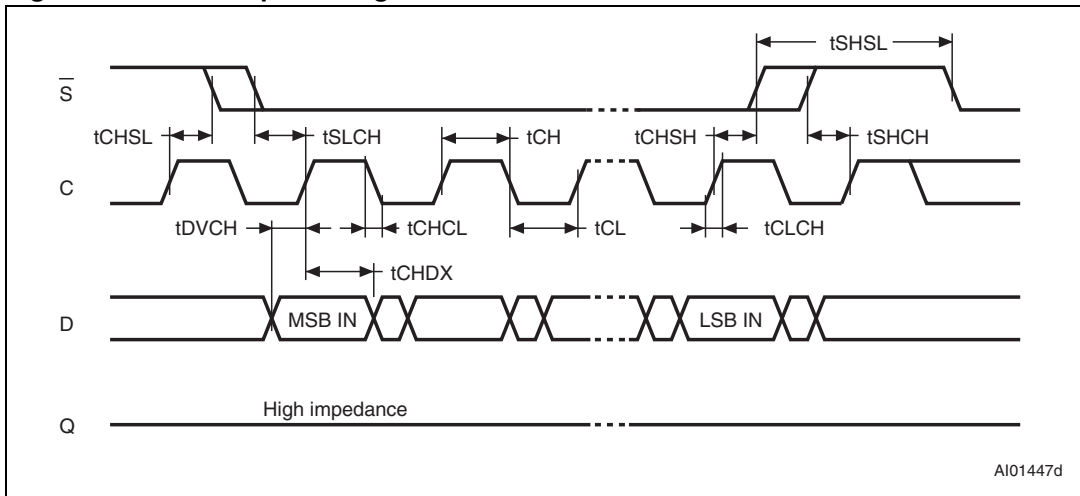 tSHSL
S
tCHSL
tSLCH
tCH
tCHSH
tSHCH
C
tDVCH
tCHCL
tCL
tCLCH
tCHDX
D
MSB IN
LSB IN
High impedance
Q
AI01447d